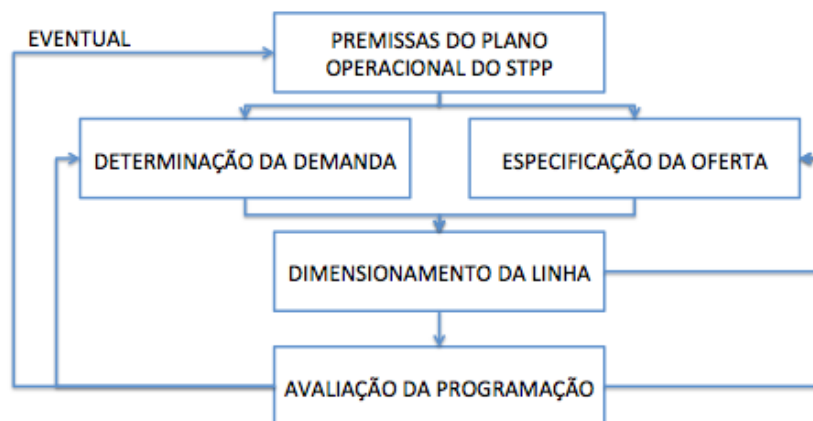 EVENTUAL
PREMISSAS DO PLANO
OPERACIONAL DO STPP
DETERMINAÇÃO DA DEMANDA
ESPECIFICAÇÃO DA OFERTA
DIMENSIONAMENTO DA LINHA
AVALIAÇÃO DA PROGRAMAÇÃO